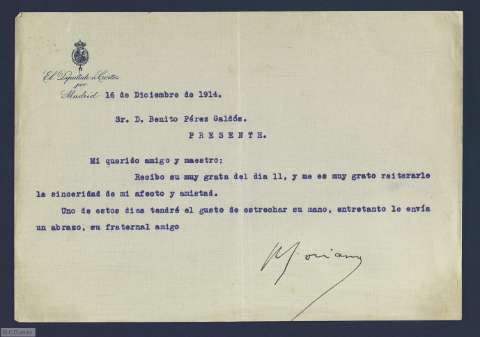 El Diputado á Cortes
por
Madrid
16 de Diciembre de 1914.
Sr. D. Benito Pérez Galdós.
PRESENTE.
Mi querido amigo y maestro:
Recibo su muy grata del dia 11, y me es muy grato reiterarle
la sinceridad de mi afecto y amistad.
Uno de estos dias tendré el gusto de estrechar su mano, entretanto le envía
un abrazo, su fraternal amigo